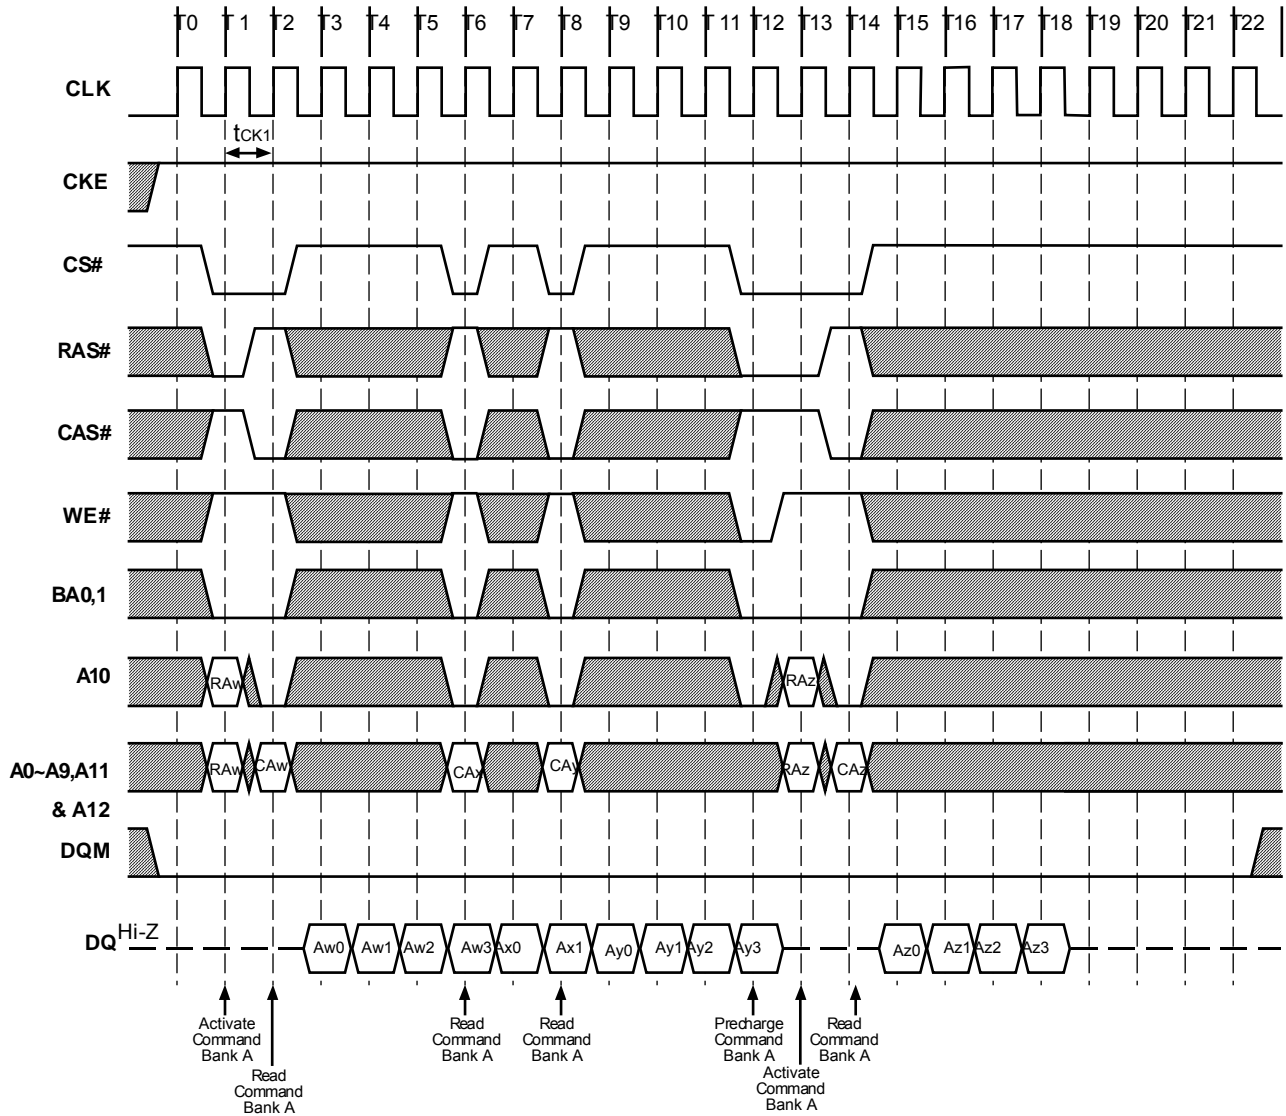 T0 T 1 T2 T3 T4 T5 T6 T7 T8 T9 T10 T 11 T12 T13 T14 T15 T16 T17 T18 T19 T20 T21 T22
CLK
tCK1
CKE
CS#
RAS#
CAS#
WE#
BA0,1
A10 RAw RAz
A0~A9,A11 RAw CAw CAx CAy RAz CAz
& A12
DQM
DQ Hi-Z Aw0 Aw1 Aw2 Aw3 Ax0 Ax1 Ay0 Ay1 Ay2 Ay3 Az0 Az1 Az2 Az3
Activate
Command
Bank A
Read
Command
Bank A
Read
Command
Bank A
Read
Command
Bank A
Precharge
Command
Bank A
Activate
Command
Bank A
Read
Command
Bank A